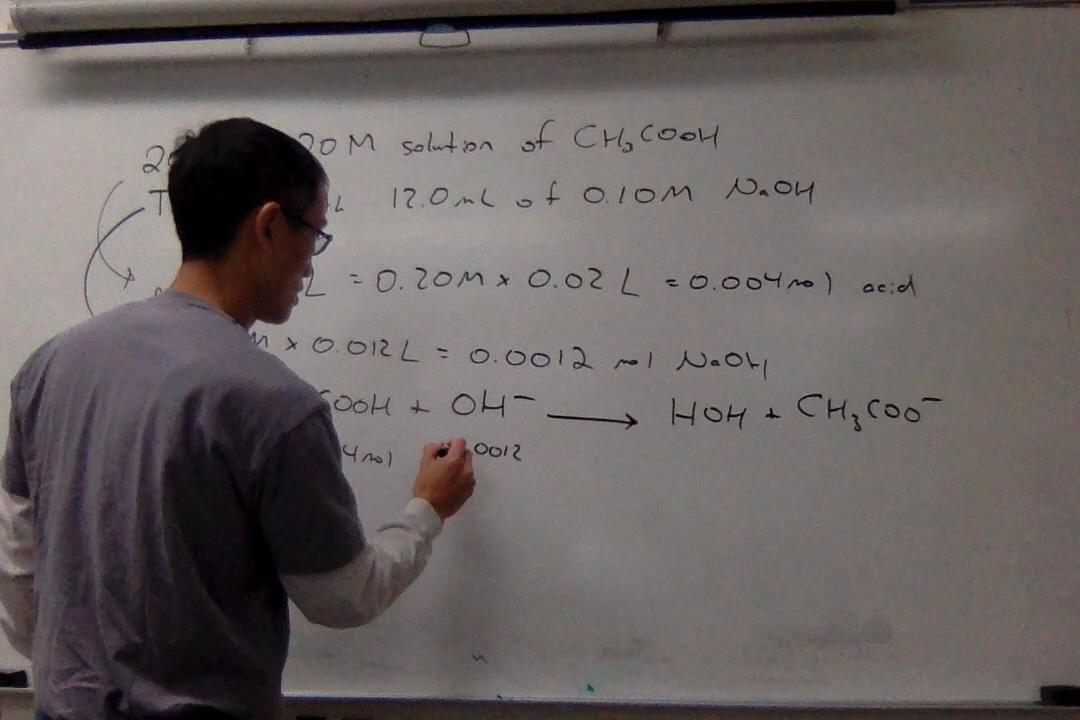 20M solution of CH₃COOH
12.0mL of 0.10M NaOH
L = 0.20M x 0.02 L = 0.004mol acid
M x 0.012L = 0.0012 mol NaOH
COOH + OH⁻ → HOH + CH₃COO⁻
4mol 0012